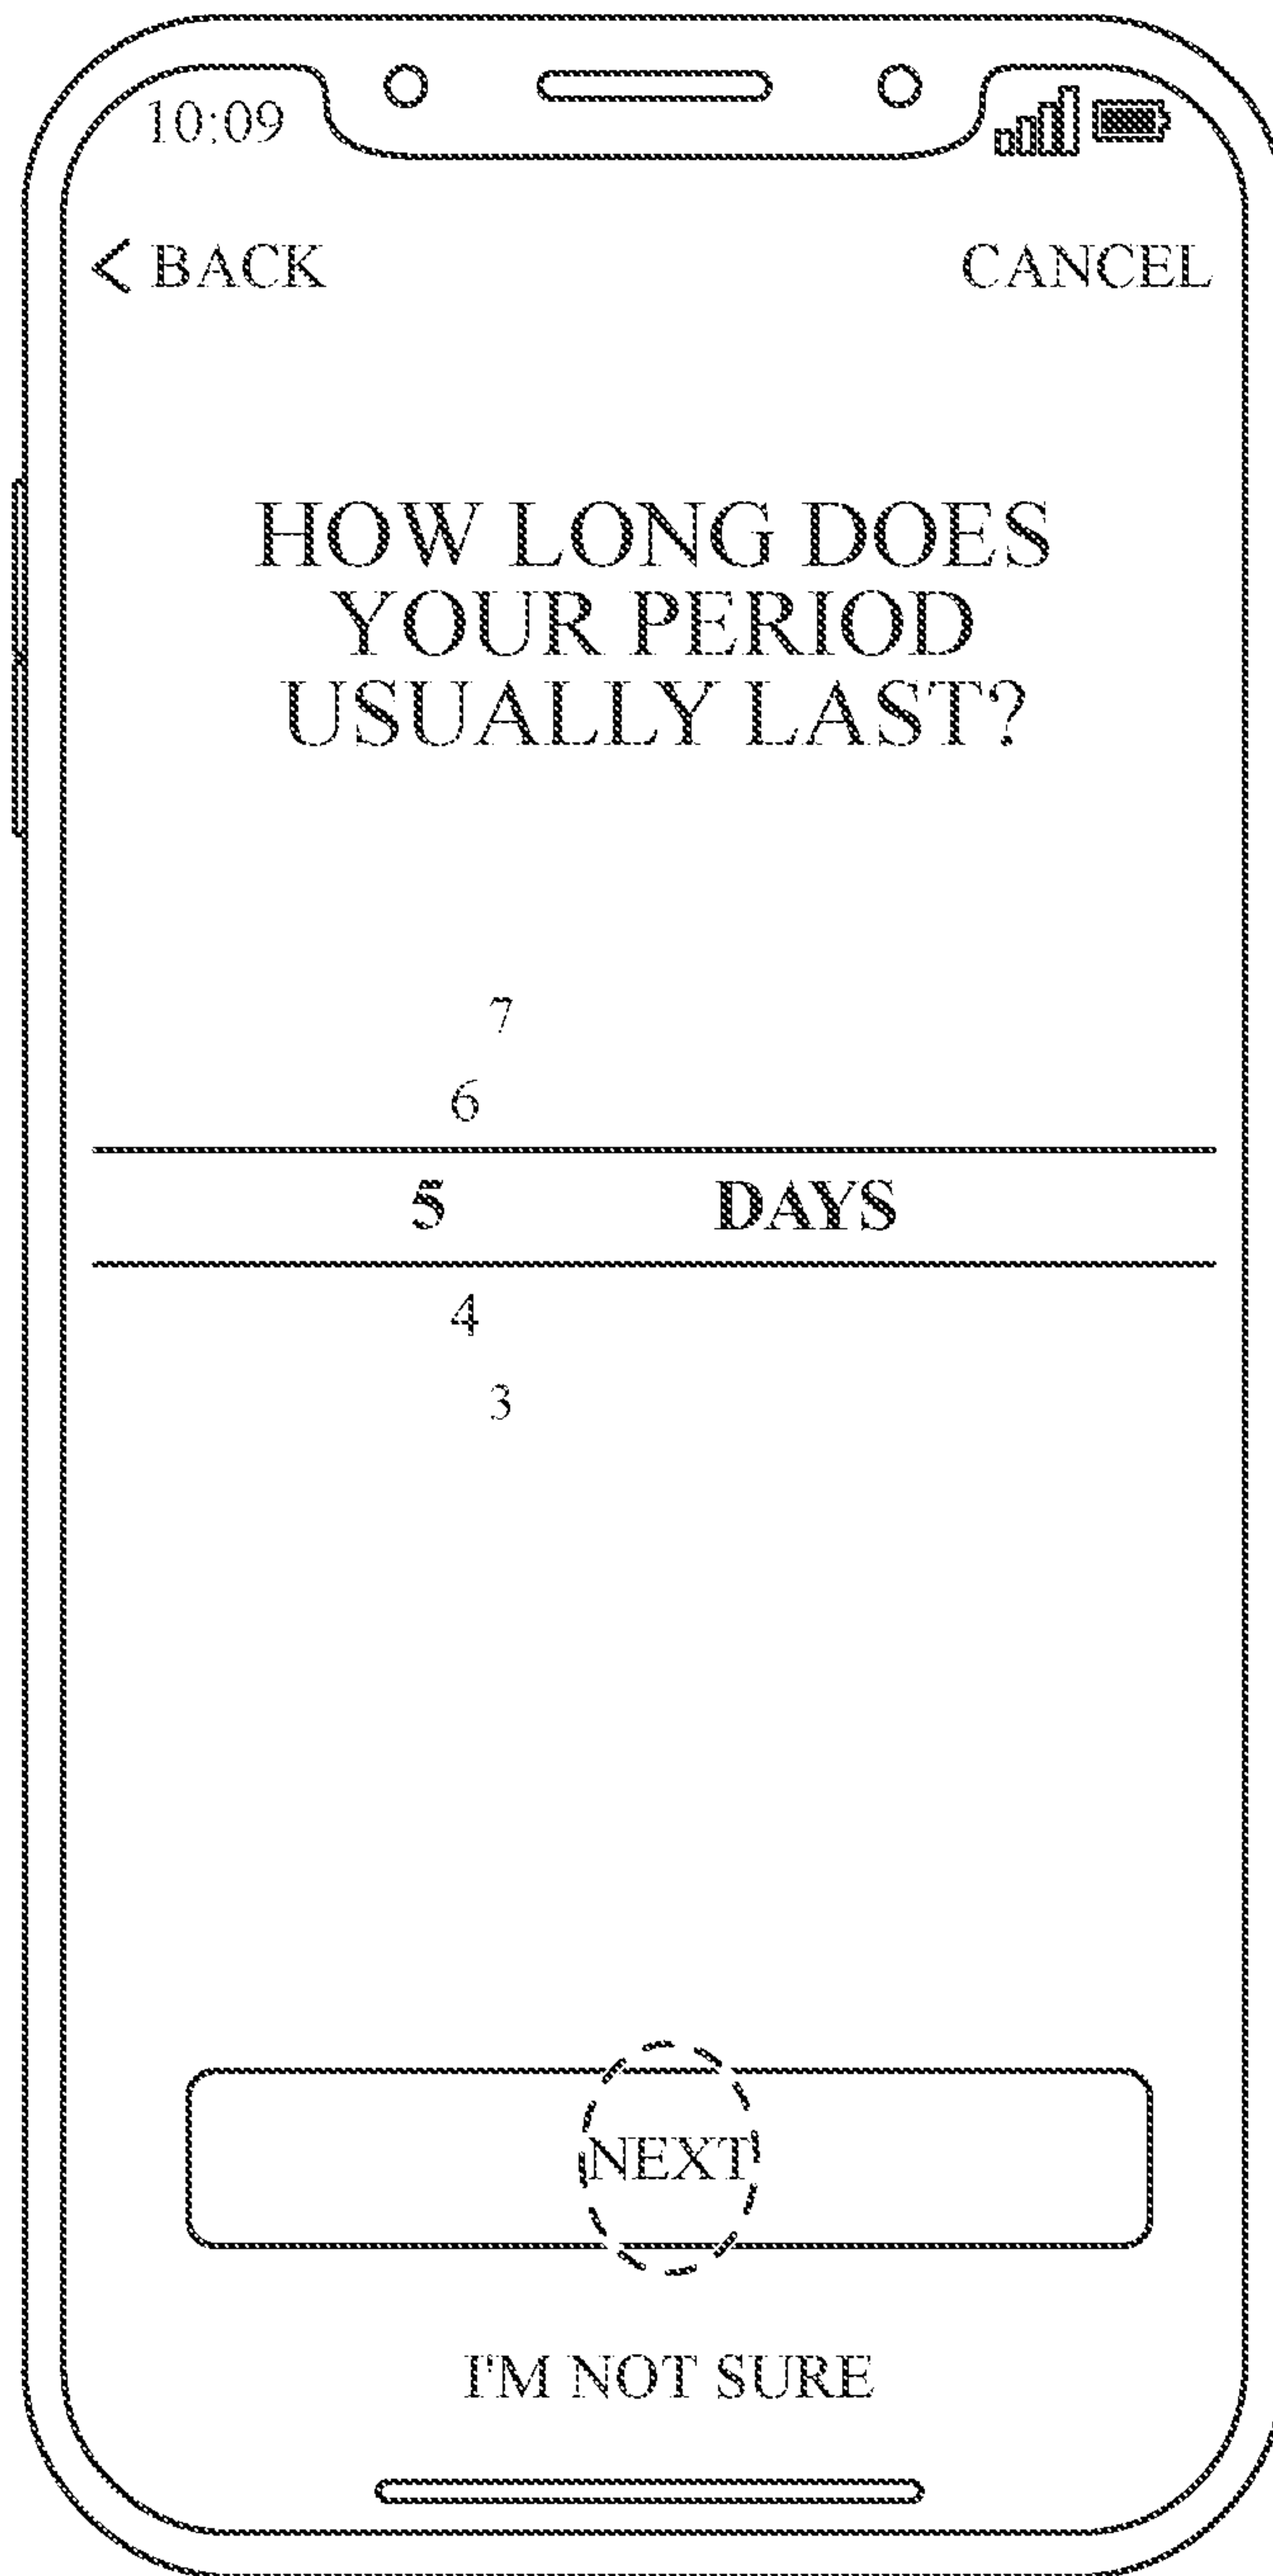 10:09
< BACK CANCEL
HOW LONG DOES
YOUR PERIOD
USUALLY LAST?
7
6
5 DAYS
4
3
NEXT
I'M NOT SURE